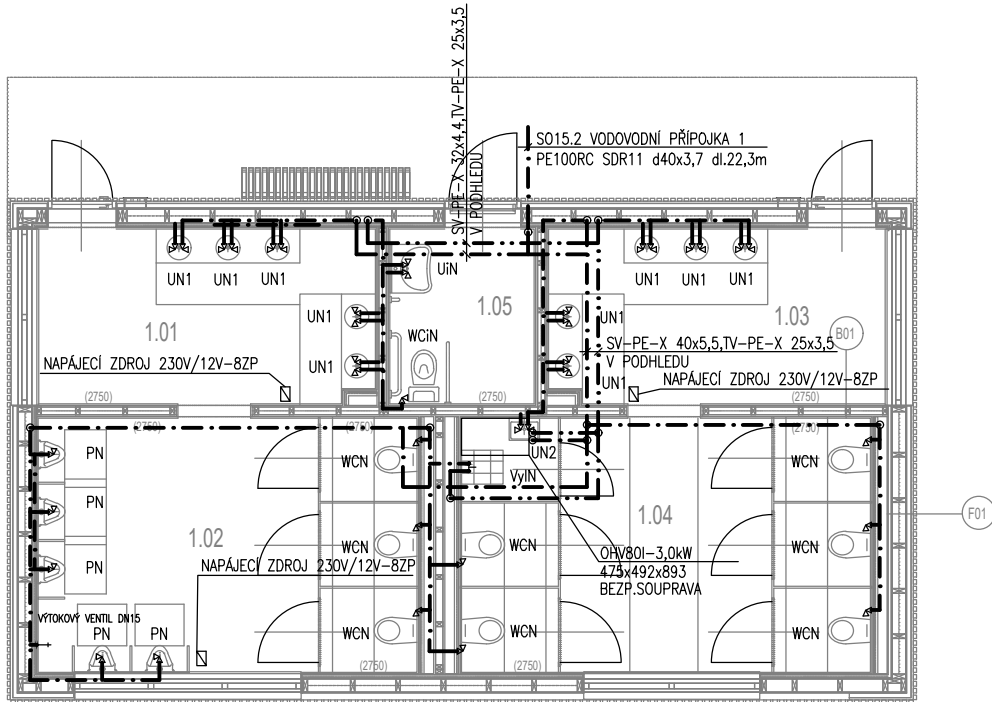 SV-PE-X 32x4,4,TV-PE-X 25x3,5
V PODHLEDU
SO15.2 VODOVODNÍ PŘÍPOJKA 1
PE100RC SDR11 d40x3,7 dl.22,3m
UN1
UN1
UN1
UiN
UN1
UN1
UN1
1.01
UN1
WCiN
1.05
UN1
1.03
B01
SV-PE-X 40x5,5,TV-PE-X 25x3,5
V PODHLEDU
NAPÁJECÍ ZDROJ 230V/12V-8ZP
UN1
UN1
NAPÁJECÍ ZDROJ 230V/12V-8ZP
(2750)
(2750)
(2750)
(2750)
(2750)
(2750)
PN
WCN
UN2
VylN
WCN
PN
1.02
1.04
F01
PN
WCN
WCN
WCN
NAPÁJECÍ ZDROJ 230V/12V-8ZP
OHV80l-3,0kW
475x492x893
BEZP.SOUPRAVA
VÝTOKOVÝ VENTIL DN15
PN
PN
WCN
WCN
WCN
(2750)
(2750)
(2750)